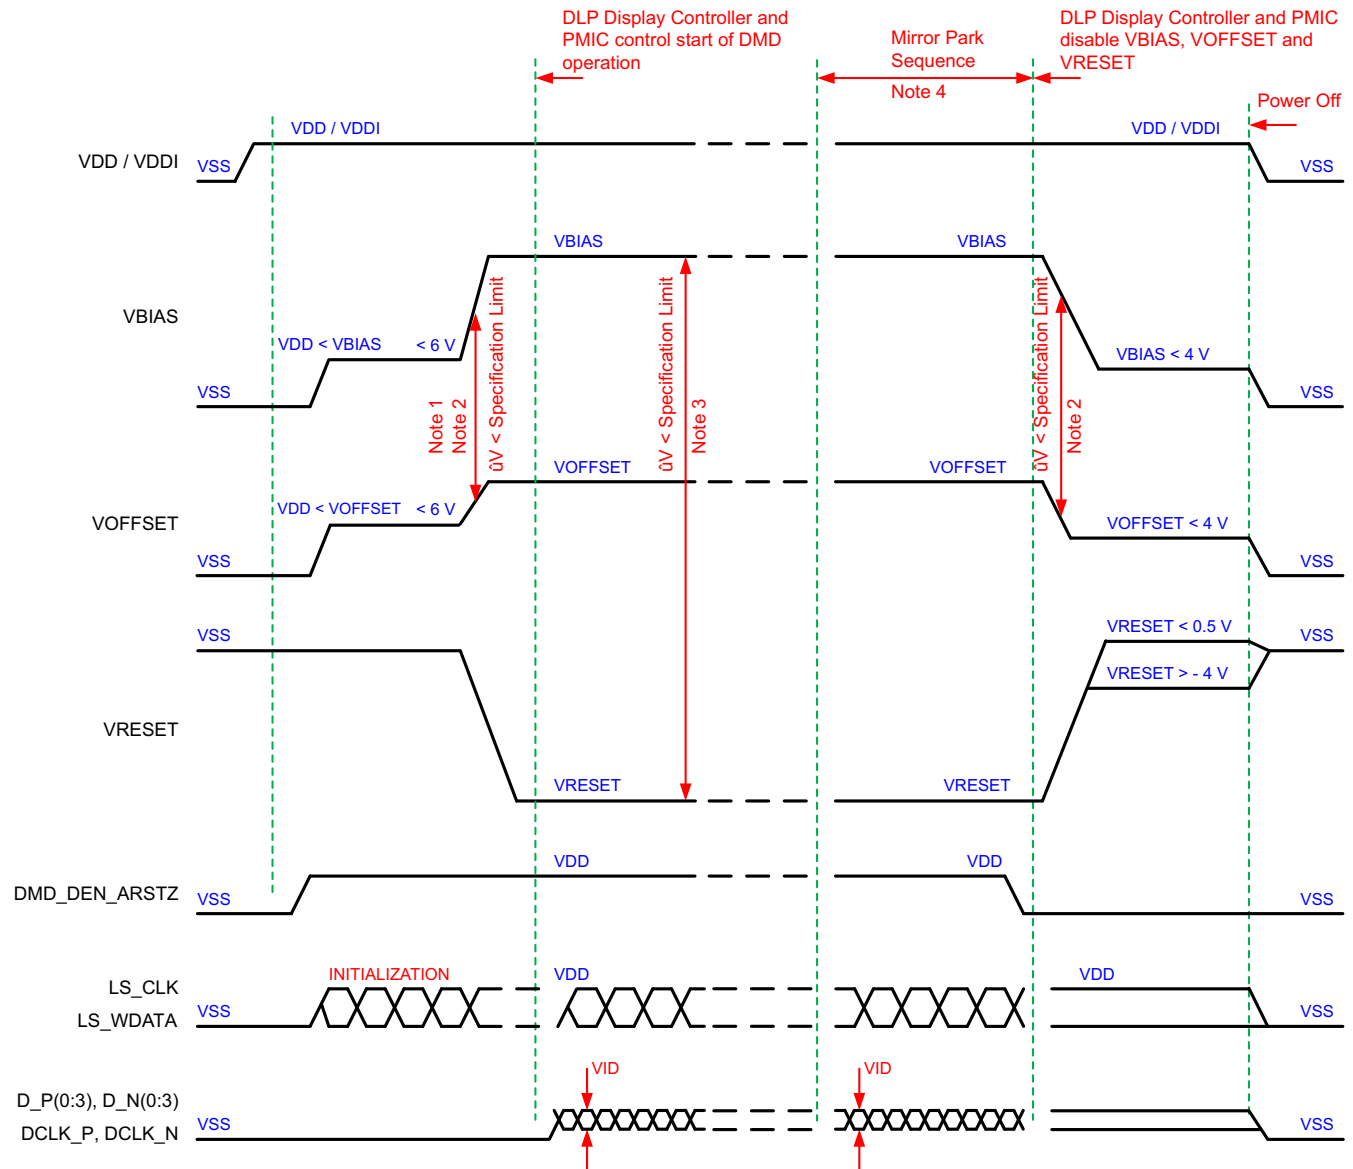 DLP Display Controller and
PMIC control start of DMD
operation
Mirror Park
Sequence
Note 4
DLP Display Controller and PMIC
disable VBIAS, VOFFSET and
VRESET
Power Off
VDD / VDDI
VSS
VDD / VDDI
VDD / VDDI
VSS
VBIAS
VSS
VDD < VBIAS
< 6 V
VBIAS
VBIAS
VBIAS < 4 V
VSS
Note 1
Note 2
ûV < Specification Limit
ûV < Specification Limit
Note 3
ûV < Specification Limit
Note 2
VOFFSET
VSS
VDD < VOFFSET
< 6 V
VOFFSET
VOFFSET
VOFFSET < 4 V
VSS
VRESET
VSS
VRESET
VRESET
VRESET < 0.5 V
VRESET > - 4 V
VSS
DMD_DEN_ARSTZ
VSS
VDD
VDD
VSS
LS_CLK
LS_WDATA
VSS
INITIALIZATION
VDD
VDD
VSS
D_P(0:3), D_N(0:3)
DCLK_P, DCLK_N
VSS
VID
VID
VSS